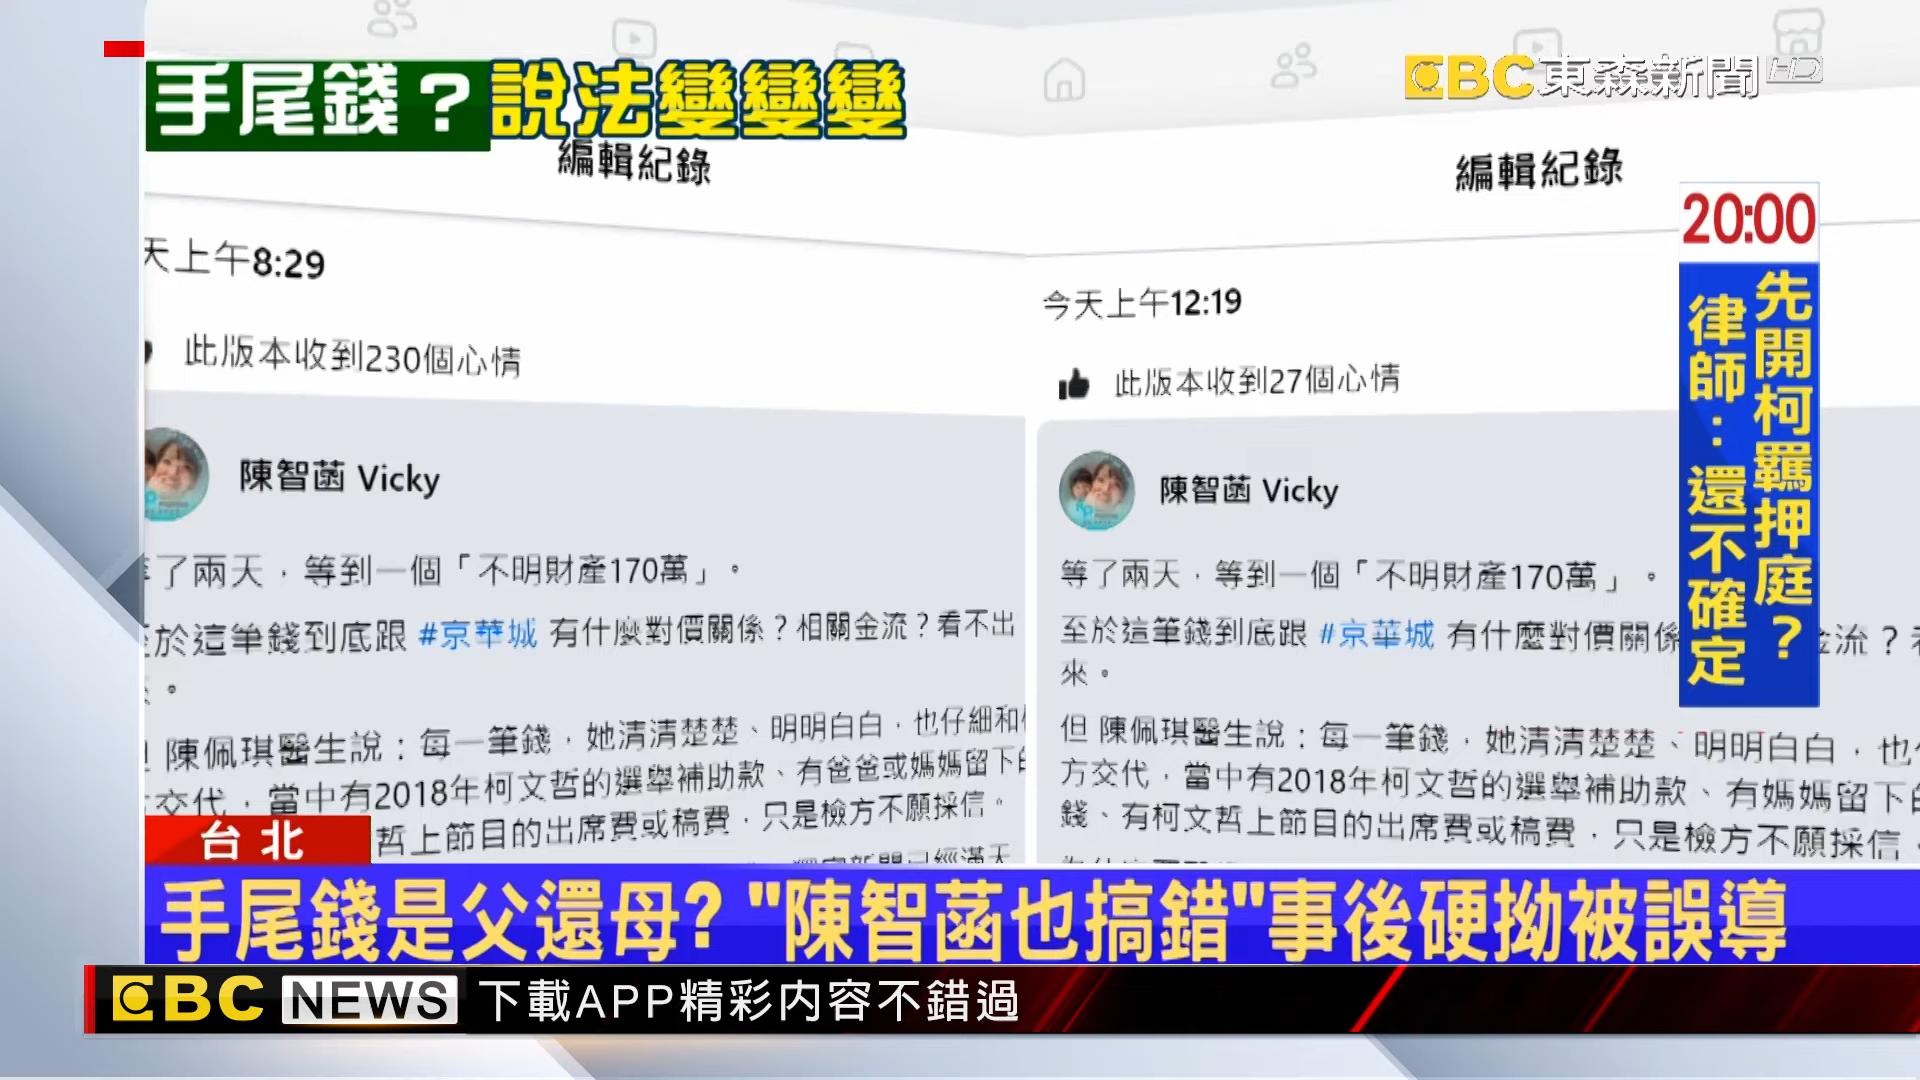 手尾錢？說法變變變
EBC東森新聞HD
編輯紀錄
天上午8:29
此版本收到230個心情
陳智菡 Vicky
了兩天，等到一個「不明財產170萬」。
於這筆錢到底跟 #京華城 有什麼對價關係？相關金流？看不出
。
陳佩琪醫生說：每一筆錢，她清清楚楚、明明白白，也仔細和
交代，當中有2018年柯文哲的選舉補助款、有爸爸或媽媽留下的
哲上節目的出席費或稿費，只是檢方不願採信。
編輯紀錄
今天上午12:19
此版本收到27個心情
陳智菡 Vicky
等了兩天，等到一個「不明財產170萬」。
至於這筆錢到底跟 #京華城 有什麼對價關係 金流？
來。
但 陳佩琪醫生說：每一筆錢，她清清楚楚、明明白白，也
方交代，當中有2018年柯文哲的選舉補助款、有媽媽留下的
錢、有柯文哲上節目的出席費或稿費，只是檢方不願採信，
20:00
先開柯羈押庭？
律師：還不確定
台北
手尾錢是父還母？"陳智菡也搞錯"事後硬拗被誤導
EBC NEWS 下載APP精彩內容不錯過